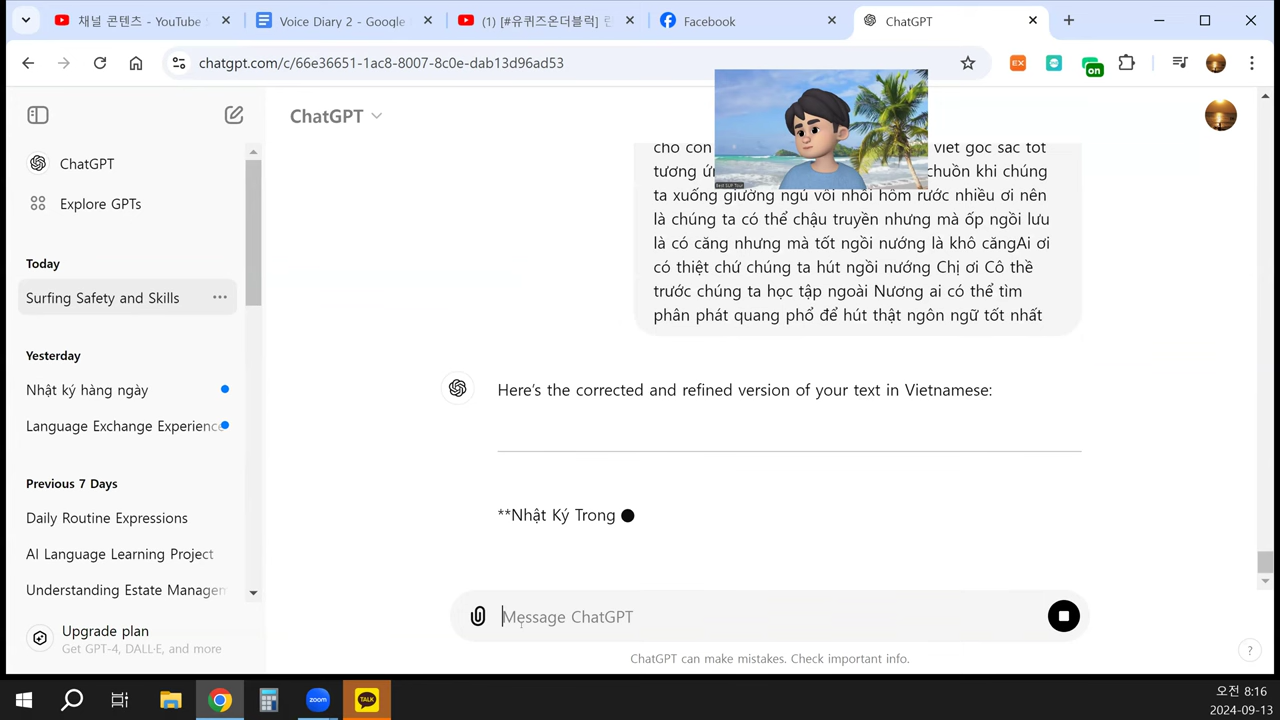 채널 콘텐츠 - YouTube
Voice Diary 2 - Google
(1) [#유퀴즈온더블럭]
Facebook
ChatGPT
chatgpt.com/c/66e36651-1ac8-8007-8c0e-dab13d96ad53
EX
on
ChatGPT
ChatGPT
Explore GPTs
Today
Surfing Safety and Skills
Yesterday
Nhật ký hàng ngày
Language Exchange Experienc
Previous 7 Days
Daily Routine Expressions
AI Language Learning Project
Understanding Estate Managem
Upgrade plan
Get GPT-4, DALL·E, and more
cho con viet goc sac tot
tương chuồn khi chúng
ta xuống giường ngủ vồi nhồi hôm rước nhiều ơi nên
là chúng ta có thể chậu truyền nhưng mà ốp ngồi lưu
là có căng nhưng mà tốt ngồi nướng là khô căngAi ơi
có thiệt chứ chúng ta hút ngồi nướng Chị ơi Cô thề
trước chúng ta học tập ngoài Nương ai có thể tìm
phân phát quang phổ để hút thật ngôn ngữ tốt nhất
Here's the corrected and refined version of your text in Vietnamese:
**Nhật Ký Trong
Message ChatGPT
ChatGPT can make mistakes. Check important info.
?
zoom
TALK
오전 8:16
2024-09-13